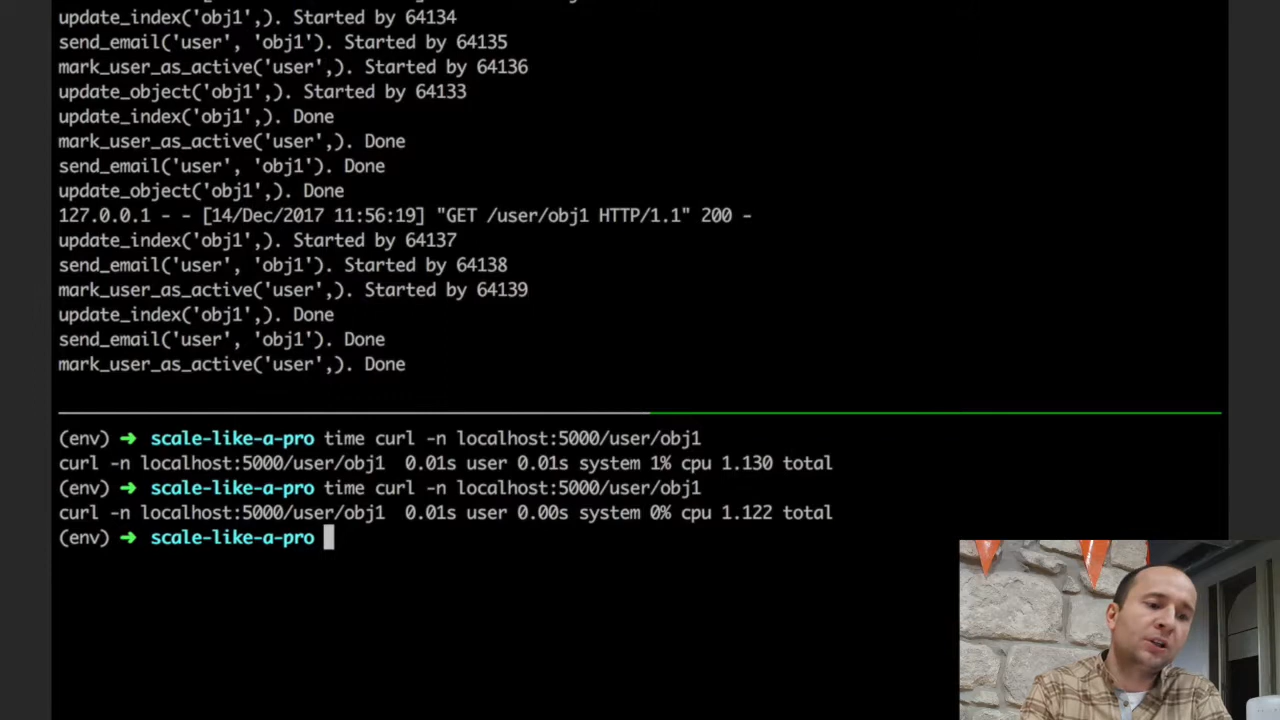 update_index('obj1',). Started by 64134
send_email('user', 'obj1'). Started by 64135
mark_user_as_active('user',). Started by 64136
update_object('obj1',). Started by 64133
update_index('obj1',). Done
mark_user_as_active('user',). Done
send_email('user', 'obj1'). Done
update_object('obj1',). Done
127.0.0.1 - - [14/Dec/2017 11:56:19] "GET /user/obj1 HTTP/1.1" 200 -
update_index('obj1',). Started by 64137
send_email('user', 'obj1'). Started by 64138
mark_user_as_active('user',). Started by 64139
update_index('obj1',). Done
send_email('user', 'obj1'). Done
mark_user_as_active('user',). Done
(env) ➜ scale-like-a-pro time curl -n localhost:5000/user/obj1
curl -n localhost:5000/user/obj1 0.01s user 0.01s system 1% cpu 1.130 total
(env) ➜ scale-like-a-pro time curl -n localhost:5000/user/obj1
curl -n localhost:5000/user/obj1 0.01s user 0.00s system 0% cpu 1.122 total
(env) ➜ scale-like-a-pro